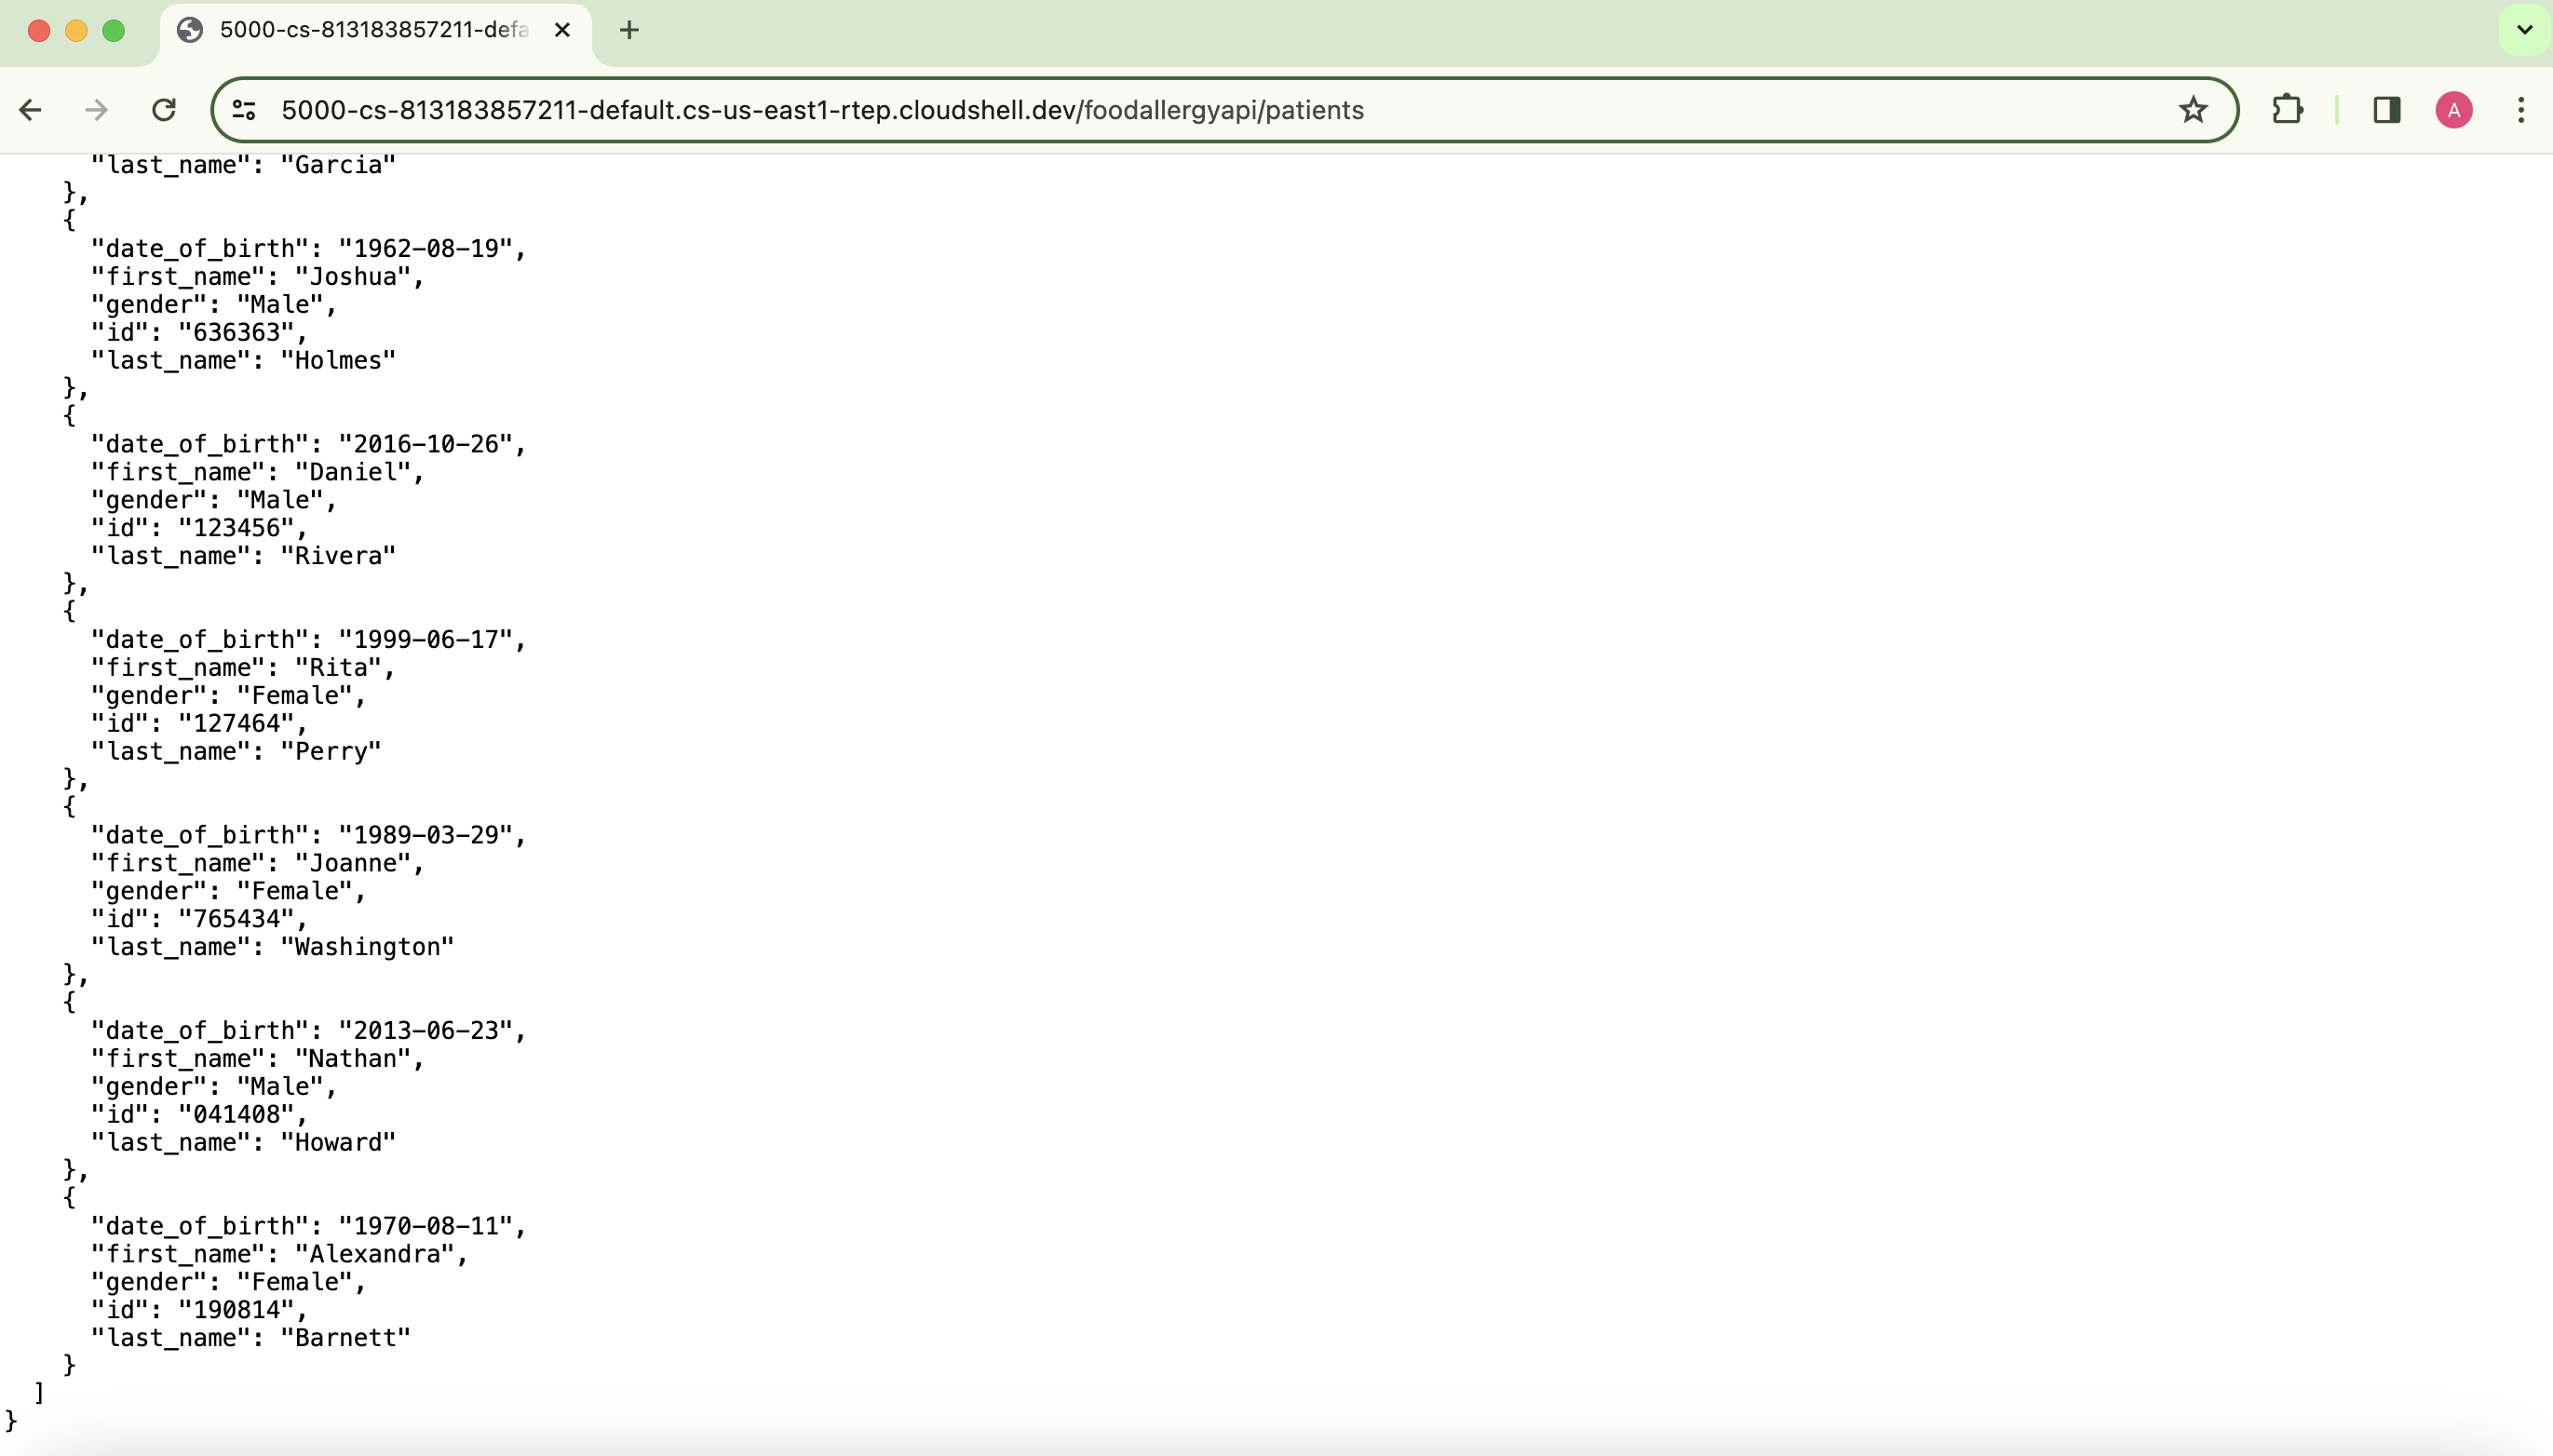 5000-cs-813183857211-defa
5000-cs-813183857211-default.cs-us-east1-rtep.cloudshell.dev/foodallergyapi/patients
A
"last_name": "Garcia"
},
{
"date_of_birth": "1962-08-19",
"first_name": "Joshua",
"gender": "Male",
"id": "636363",
"last_name": "Holmes"
},
{
"date_of_birth": "2016-10-26",
"first_name": "Daniel",
"gender": "Male",
"id": "123456",
"last_name": "Rivera"
},
{
"date_of_birth": "1999-06-17",
"first_name": "Rita",
"gender": "Female",
"id": "127464",
"last_name": "Perry"
},
{
"date_of_birth": "1989-03-29",
"first_name": "Joanne",
"gender": "Female",
"id": "765434",
"last_name": "Washington"
},
{
"date_of_birth": "2013-06-23",
"first_name": "Nathan",
"gender": "Male",
"id": "041408",
"last_name": "Howard"
},
{
"date_of_birth": "1970-08-11",
"first_name": "Alexandra",
"gender": "Female",
"id": "190814",
"last_name": "Barnett"
}
]
}